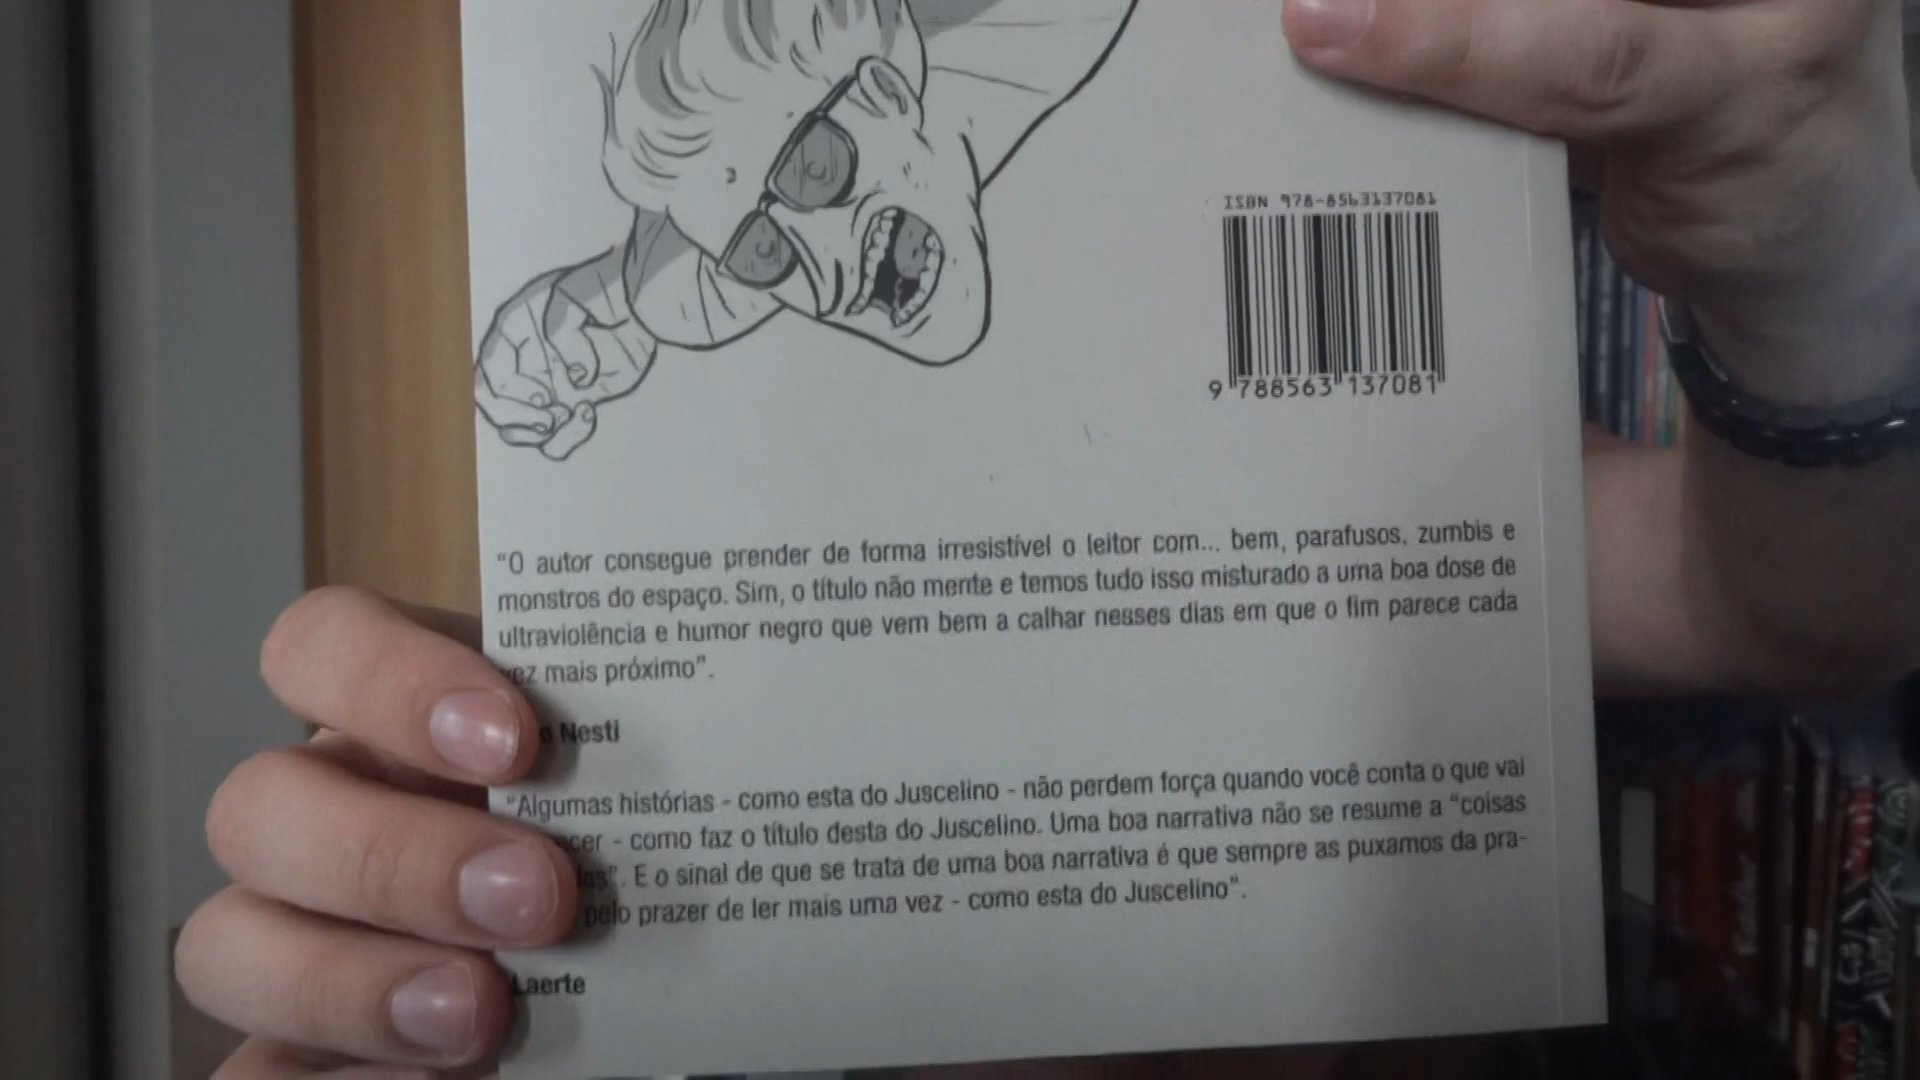 ISBN 978-8563137081
9 788563 137081
"O autor consegue prender de forma irresistível o leitor com... bem, parafusos, zumbis e
monstros do espaço. Sim, o título não mente e temos tudo isso misturado a uma boa dose de
ultraviolência e humor negro que vem bem a calhar nesses dias em que o fim parece cada
vez mais próximo".
Nesti
"Algumas histórias - como esta do Juscelino - não perdem força quando você conta o que vai
- como faz o título desta do Juscelino. Uma boa narrativa não se resume a "coisas
E o sinal de que se trata de uma boa narrativa é que sempre as puxamos da pra-
pelo prazer de ler mais uma vez - como esta do Juscelino".
Laerte